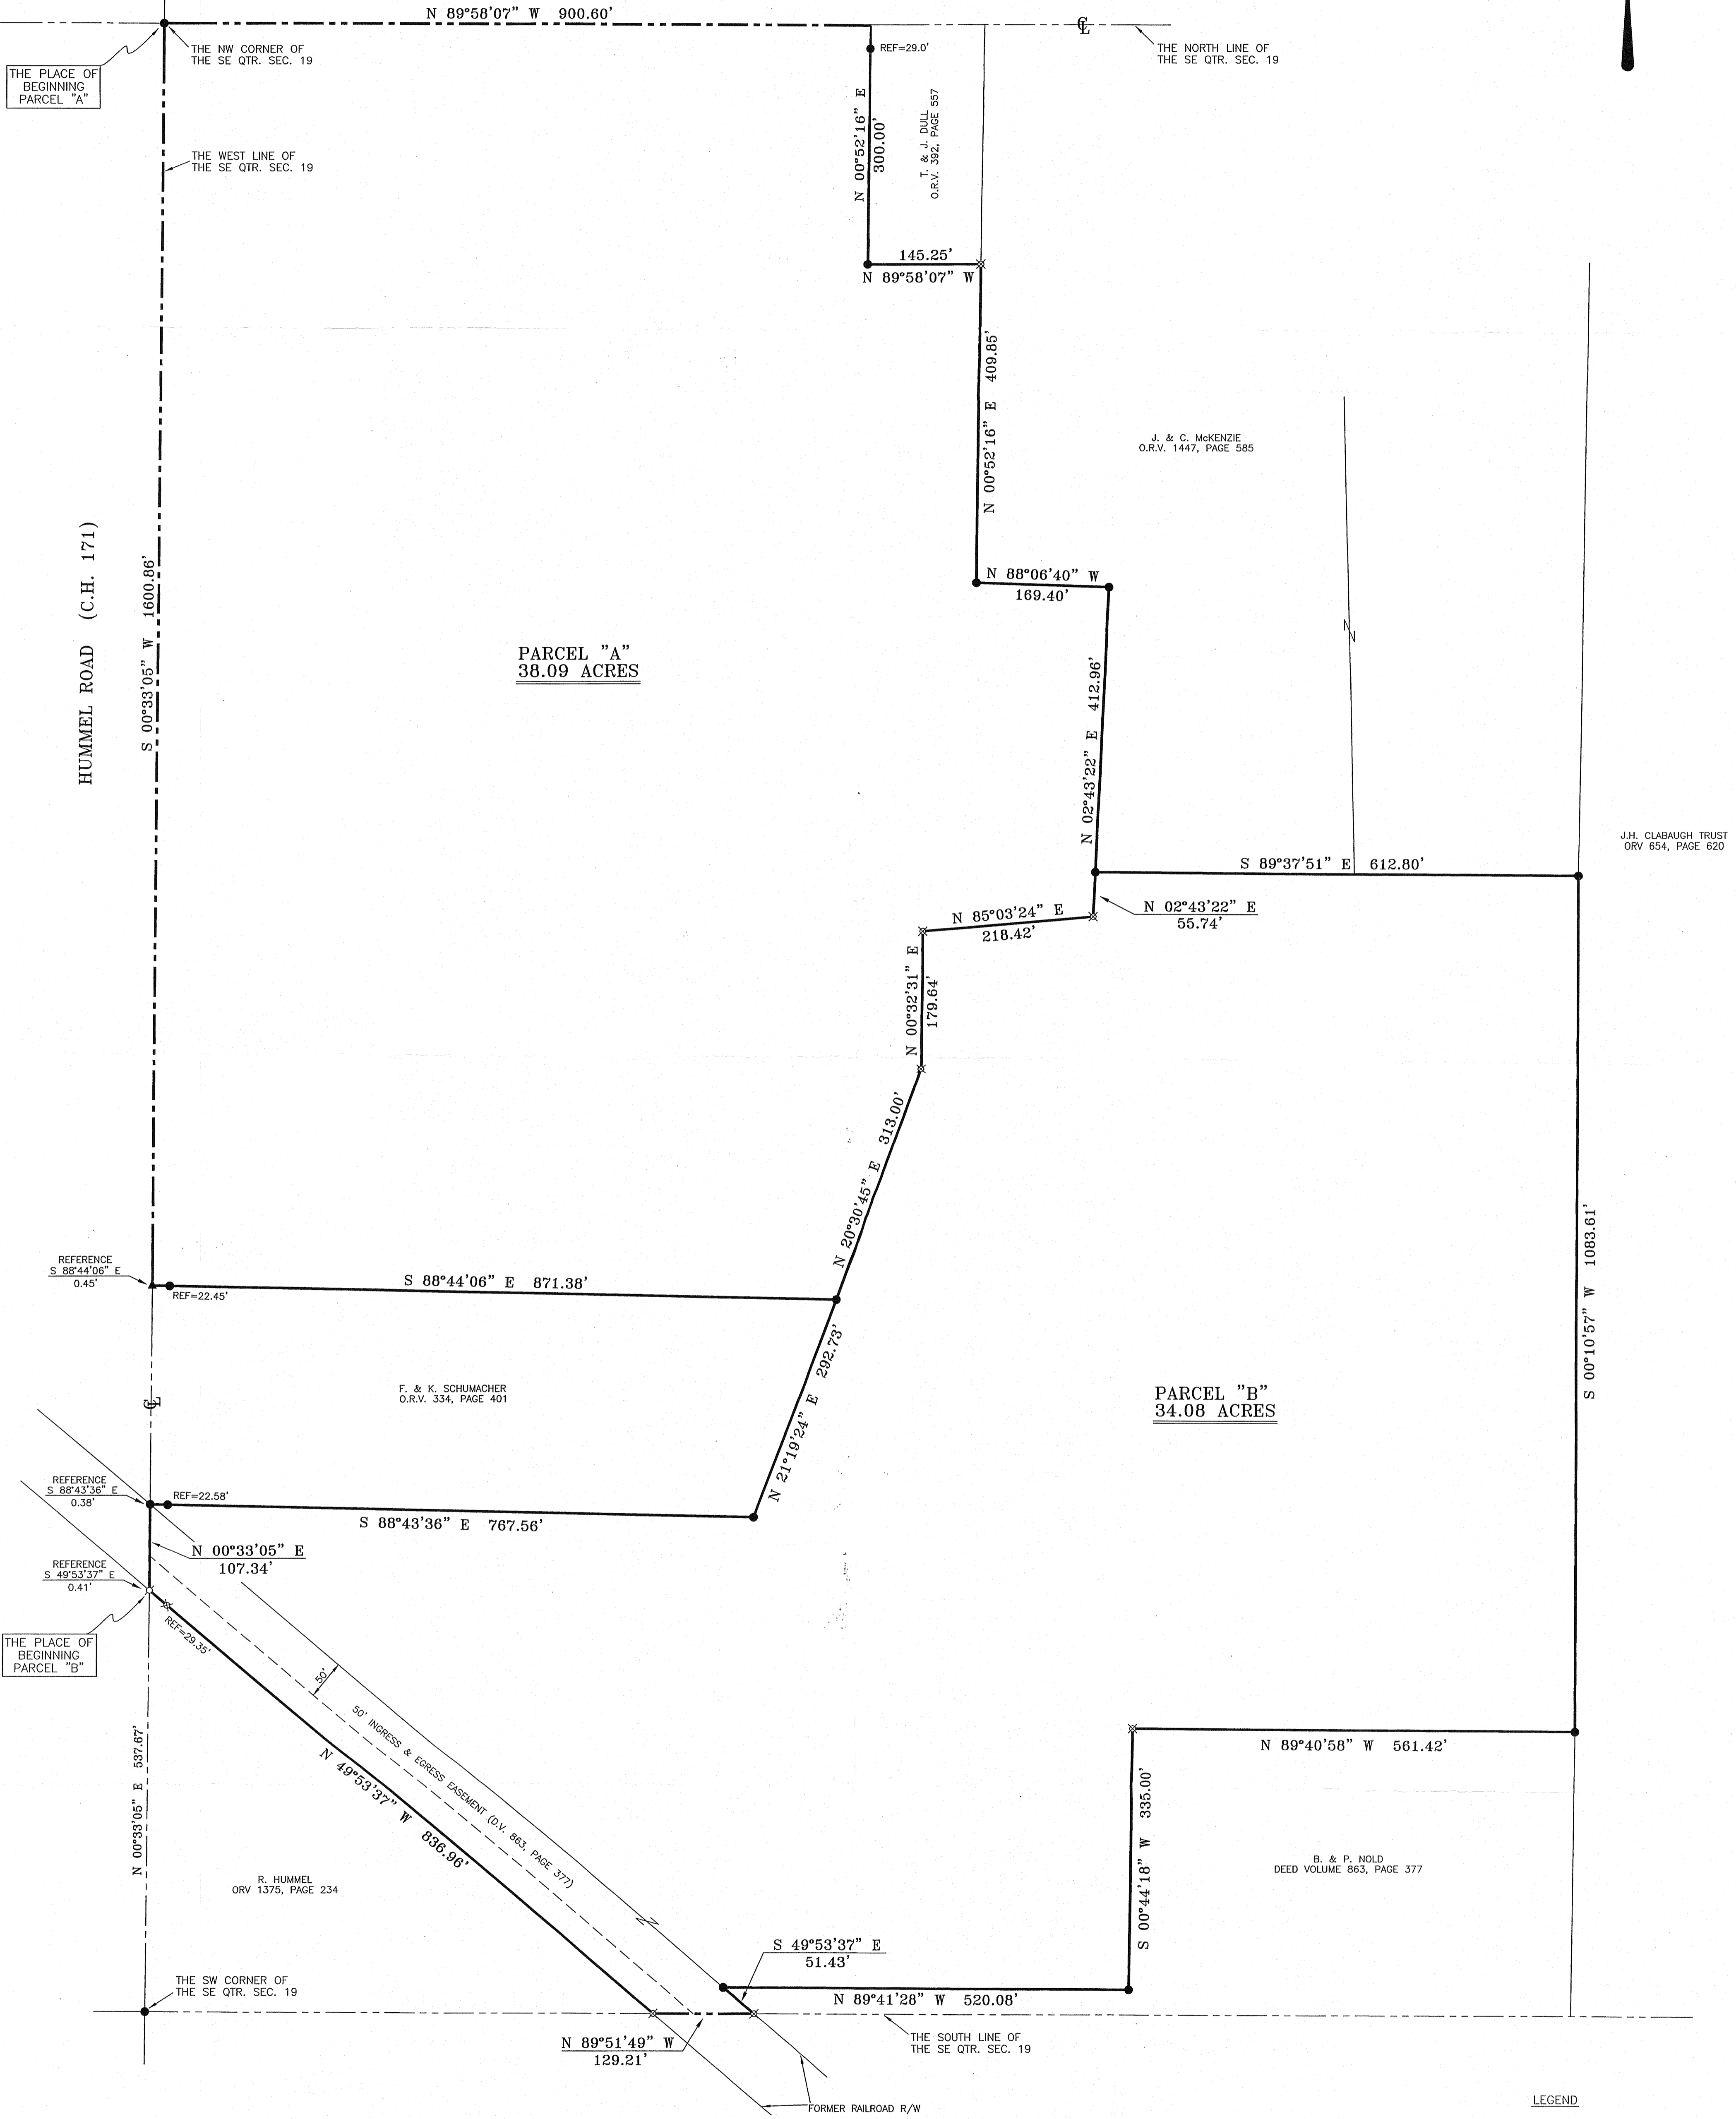 N 89°58'07" W 900.60'
℄
THE NW CORNER OF
THE SE QTR. SEC. 19
THE PLACE OF
BEGINNING
PARCEL "A"
REF=29.0'
THE NORTH LINE OF
THE SE QTR. SEC. 19
N 00°52'16" E
300.00'
T. & J. DULL
O.R.V. 392, PAGE 557
THE WEST LINE OF
THE SE QTR. SEC. 19
145.25'
N 89°58'07" W
N 00°52'16" E 409.85'
J. & C. McKENZIE
O.R.V. 1447, PAGE 585
HUMMEL ROAD (C.H. 171)
S 00°33'05" W 1600.86'
N 88°06'40" W
169.40'
PARCEL "A"
38.09 ACRES
N 02°43'22" E 412.96'
J.H. CLABAUGH TRUST
ORV 654, PAGE 620
S 89°37'51" E 612.80'
N 02°43'22" E
55.74'
N 85°03'24" E
218.42'
N 00°32'31" E
179.64'
N 20°30'45" E 313.00'
S 00°10'57" W 1083.61'
REFERENCE
S 88°44'06" E
0.45'
REF=22.45'
S 88°44'06" E 871.38'
N 21°19'24" E 292.73'
F. & K. SCHUMACHER
O.R.V. 334, PAGE 401
℄
PARCEL "B"
34.08 ACRES
REFERENCE
S 88°43'36" E
0.38'
REF=22.58'
S 88°43'36" E 767.56'
N 00°33'05" E
107.34'
REFERENCE
S 49°53'37" E
0.41'
REF=29.35'
THE PLACE OF
BEGINNING
PARCEL "B"
50'
50' INGRESS & EGRESS EASEMENT (D.V. 863, PAGE 377)
N 49°53'37" W 836.96'
N 00°33'05" E 537.67'
N 89°40'58" W 561.42'
S 00°44'18" W 335.00'
B. & P. NOLD
DEED VOLUME 863, PAGE 377
R. HUMMEL
ORV 1375, PAGE 234
S 49°53'37" E
51.43'
THE SW CORNER OF
THE SE QTR. SEC. 19
N 89°41'28" W 520.08'
THE SOUTH LINE OF
THE SE QTR. SEC. 19
N 89°51'49" W
129.21'
FORMER RAILROAD R/W
LEGEND